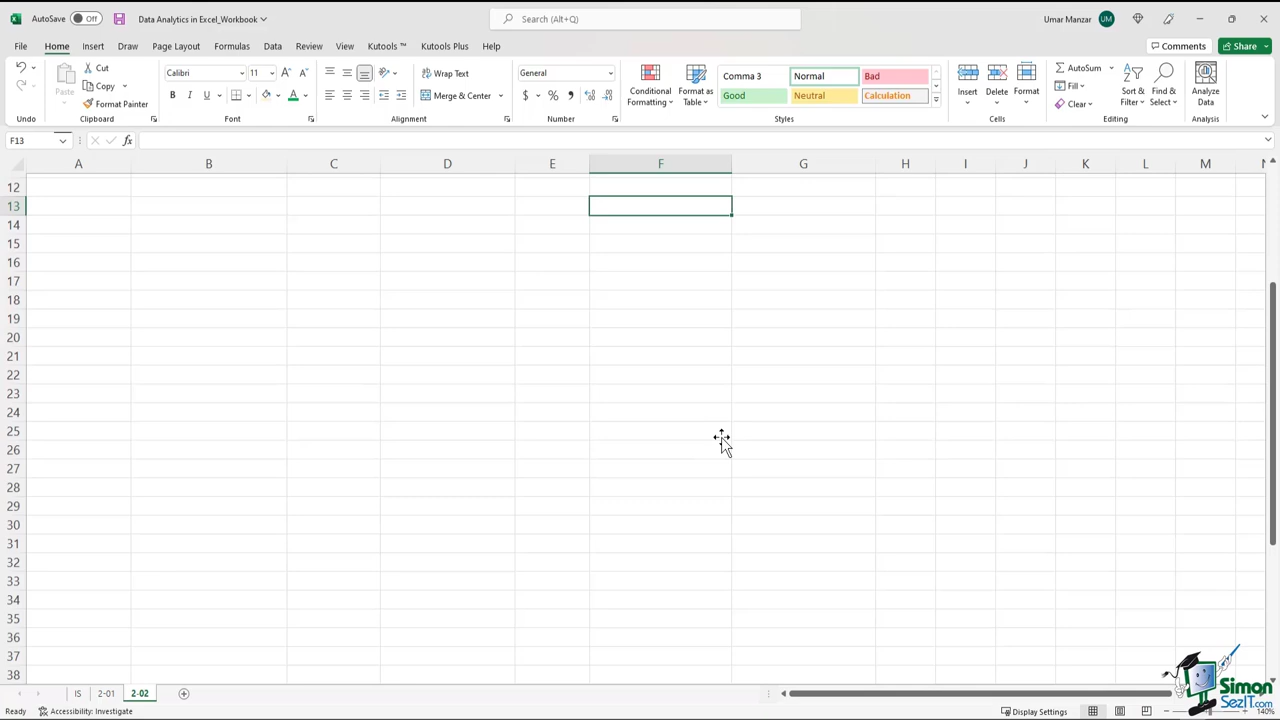 AutoSave Off Data Analytics in Excel_Workbook Search (Alt+Q) Umar Manzar UM
File Home Insert Draw Page Layout Formulas Data Review View Kutools ™ Kutools Plus Help Comments Share
Paste Cut Copy Format Painter
Calibri 11 B I U A
Wrap Text Merge & Center
General $ % 9
Conditional Formatting Format as Table
Comma 3 Normal Bad
Good Neutral Calculation
Insert Delete Format
AutoSum Fill Clear Sort & Filter Find & Select
Analyze Data
Undo Clipboard Font Alignment Number Styles Cells Editing Analysis
F13 fx
A B C D E F G H I J K L M
12
13
14
15
16
17
18
19
20
21
22
23
24
25
26
27
28
29
30
31
32
33
34
35
36
37
38
IS 2-01 2-02
Simon
SezIT.com
Ready Accessibility: Investigate Display Settings 140%